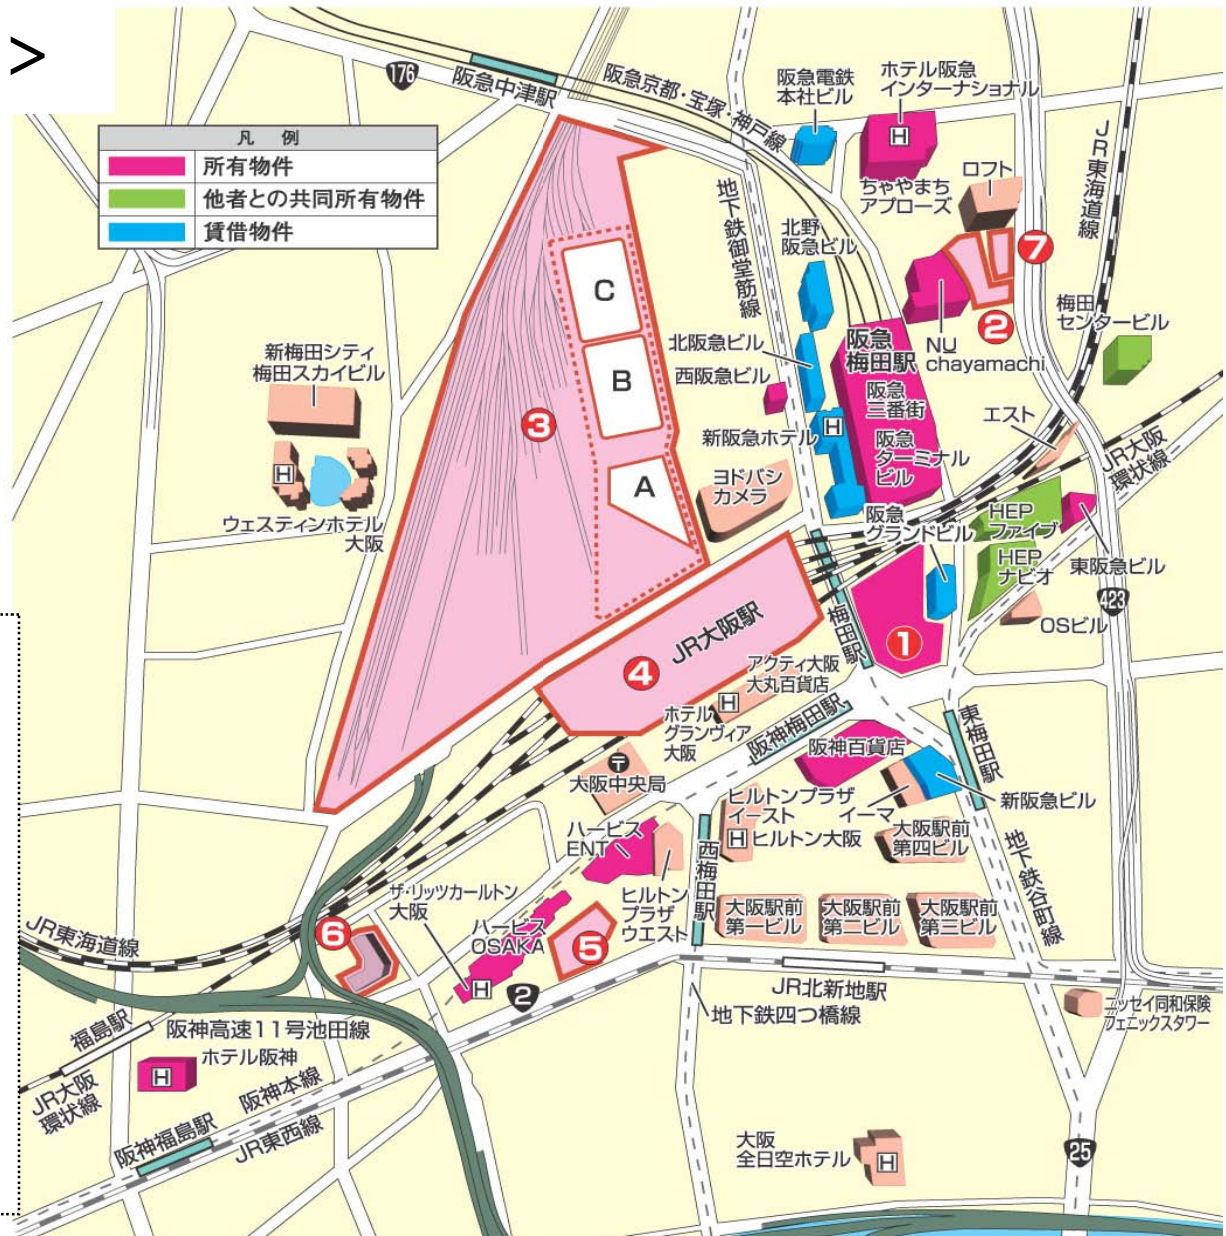 >
176
阪急中津駅
阪急京都・宝塚・神戸線
阪急電鉄
本社ビル
ホテル阪急
インターナショナル
H
JR東海道線
凡 例
所有物件
他者との共同所有物件
賃借物件
ちゃやまち
アプローズ
ロフト
地下鉄御堂筋線
北野
阪急ビル
7
C
2
梅田
センタービル
新梅田シティ
梅田スカイビル
北阪急ビル
西阪急ビル
阪急
梅田駅
NU
chayamachi
B
阪急
三番街
3
エスト
新阪急ホテル
H
阪急
ターミナル
ビル
JR大阪
環状線
H
A
ヨドバシ
カメラ
ウェスティンホテル
大阪
阪急
グランドビル
HEP
ファイブ
HEP
ナビオ
東阪急ビル
423
OSビル
梅田駅
1
JR大阪駅
4
アクティ大阪
大丸百貨店
H
ホテル
グランヴィア
大阪
阪神梅田駅
阪神百貨店
東梅田駅
〒
大阪中央局
ヒルトンプラザ
イースト
イーマ
新阪急ビル
H
ヒルトン大阪
大阪駅前
第四ビル
ハービス
ENT
西梅田駅
地下鉄谷町線
ザ・リッツカールトン
大阪
ヒルトン
プラザ
ウエスト
大阪駅前
第一ビル
大阪駅前
第二ビル
大阪駅前
第三ビル
JR東海道線
6
ハービス
OSAKA
5
H
2
JR北新地駅
地下鉄四つ橋線
ニッセイ同和保険
フェニックスタワー
福島駅
阪神高速11号池田線
ホテル阪神
H
JR大阪
環状線
阪神本線
阪神福島駅
JR東西線
大阪
全日空ホテル
H
25